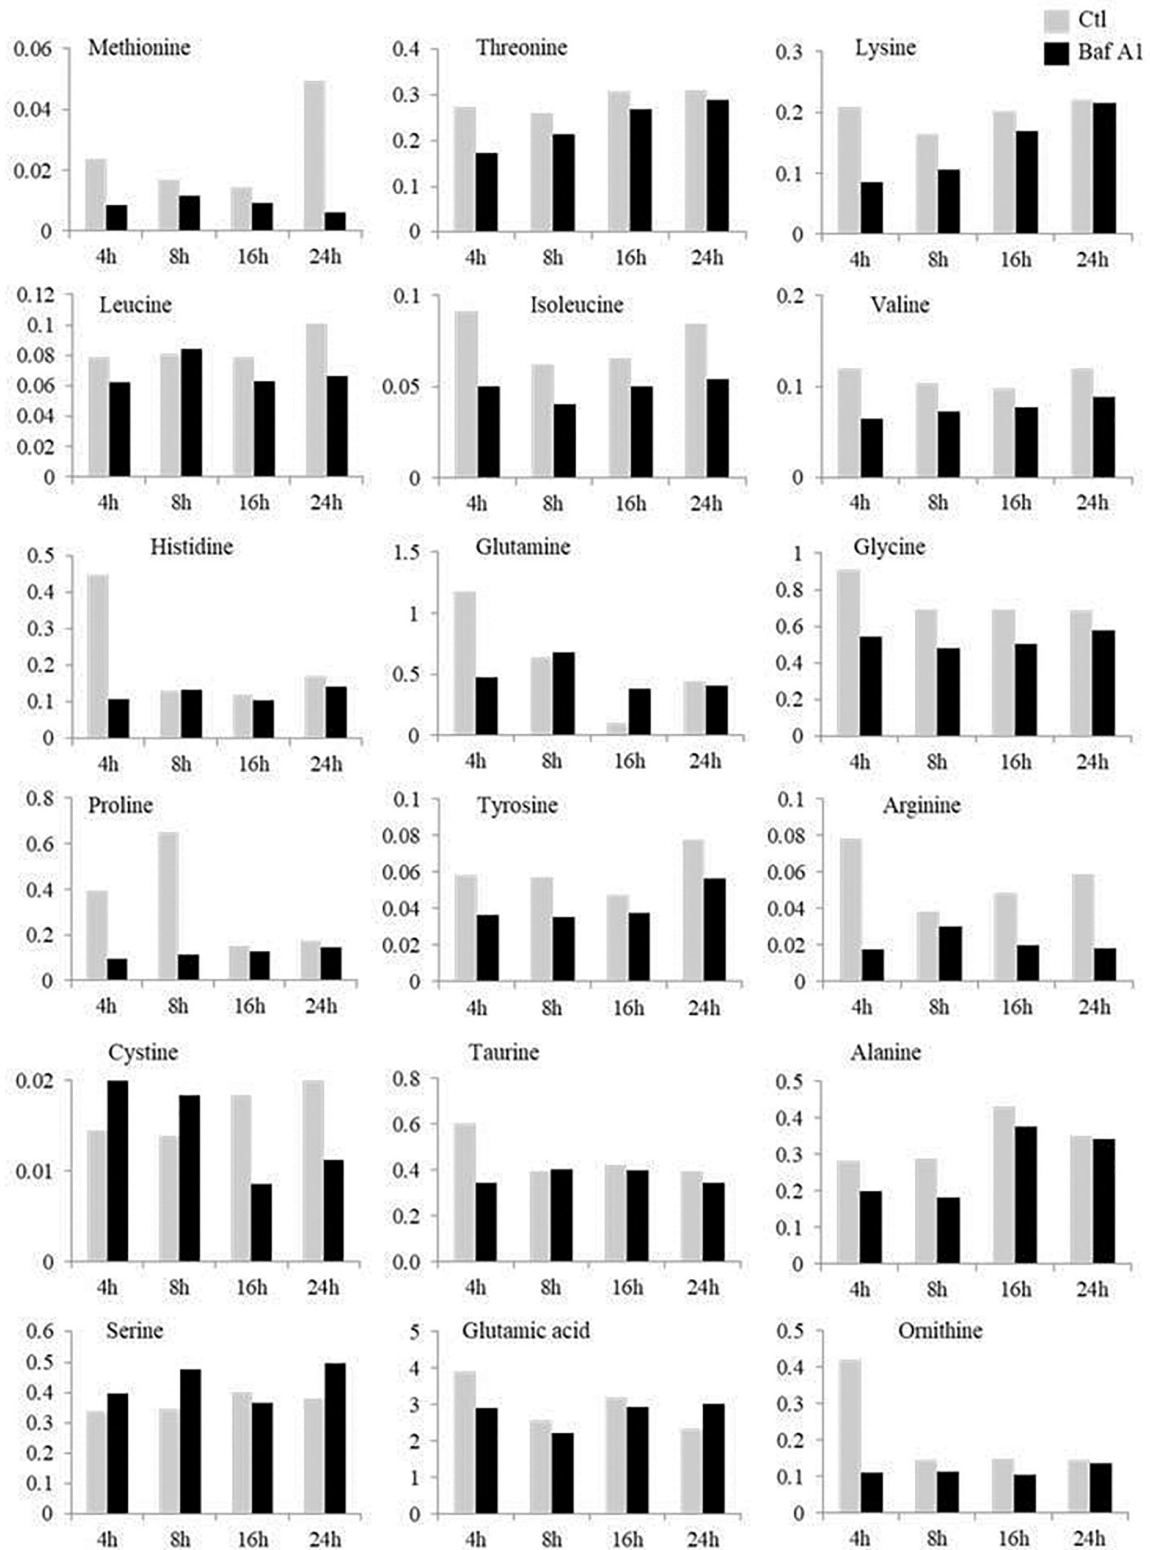 Ctl
Baf A1
Methionine
0.06
0.04
0.02
0
4h 8h 16h 24h
Threonine
0.4
0.3
0.2
0.1
0
4h 8h 16h 24h
Lysine
0.3
0.2
0.1
0
4h 8h 16h 24h
Leucine
0.12
0.1
0.08
0.06
0.04
0.02
0
4h 8h 16h 24h
Isoleucine
0.1
0.05
0
4h 8h 16h 24h
Valine
0.2
0.1
0
4h 8h 16h 24h
Histidine
0.5
0.4
0.3
0.2
0.1
0
4h 8h 16h 24h
Glutamine
1.5
1
0.5
0
4h 8h 16h 24h
Glycine
1
0.8
0.6
0.4
0.2
0
4h 8h 16h 24h
Proline
0.8
0.6
0.4
0.2
0
4h 8h 16h 24h
Tyrosine
0.1
0.08
0.06
0.04
0.02
0
4h 8h 16h 24h
Arginine
0.1
0.08
0.06
0.04
0.02
0
4h 8h 16h 24h
Cystine
0.02
0.01
0
4h 8h 16h 24h
Taurine
0.8
0.6
0.4
0.2
0.0
4h 8h 16h 24h
Alanine
0.5
0.4
0.3
0.2
0.1
0
4h 8h 16h 24h
Serine
0.6
0.5
0.4
0.3
0.2
0.1
0
4h 8h 16h 24h
Glutamic acid
5
4
3
2
1
0
4h 8h 16h 24h
Ornithine
0.5
0.4
0.3
0.2
0.1
0
4h 8h 16h 24h